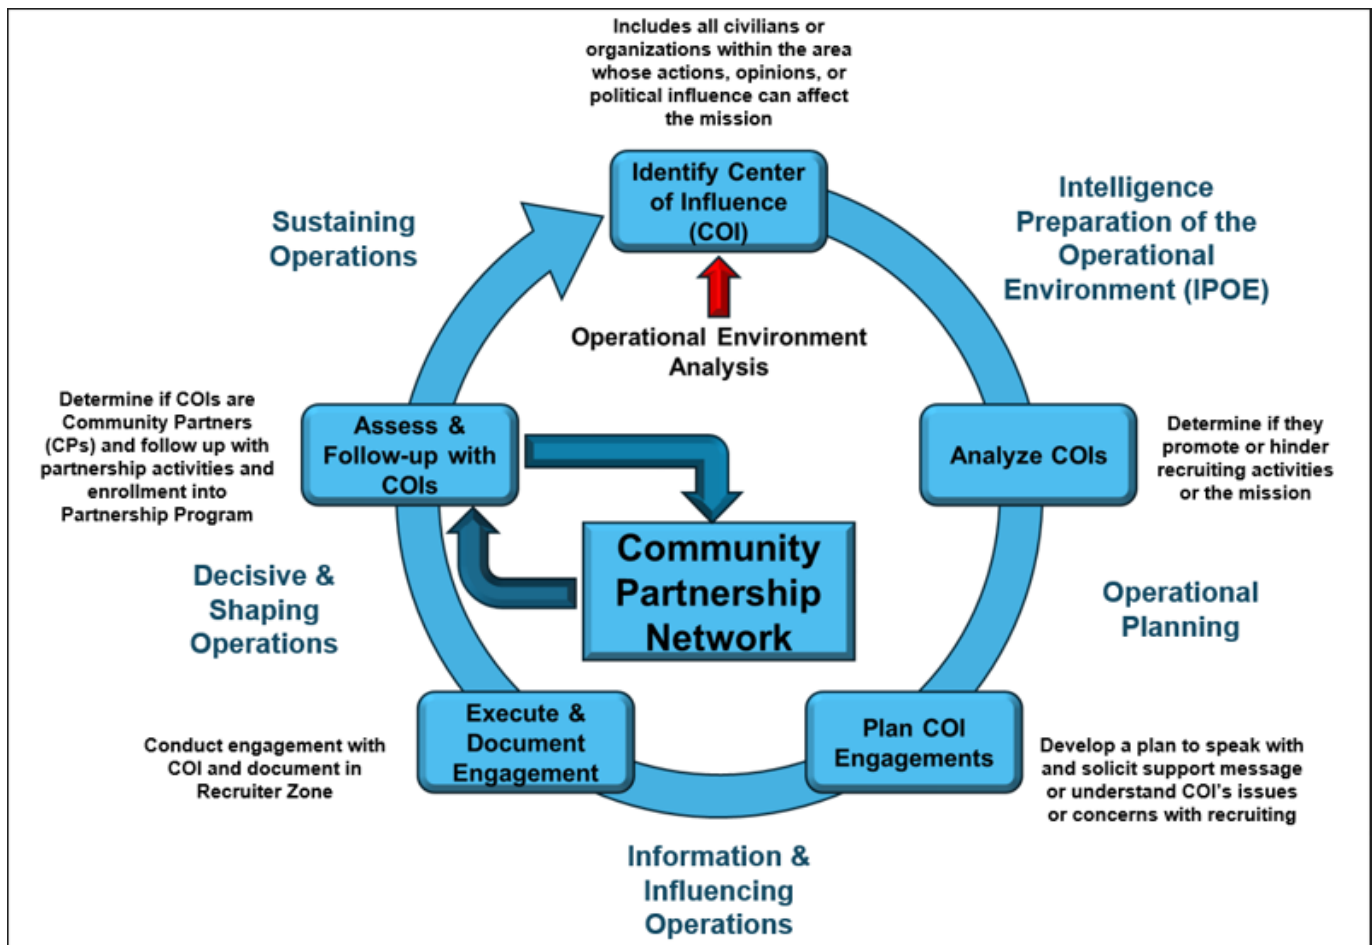 Includes all civilians or
organizations within the area
whose actions, opinions, or
political influence can affect
the mission
Identify Center
of Influence
(COI)
Intelligence
Preparation of the
Operational
Environment (IPOE)
Sustaining
Operations
Operational Environment
Analysis
Determine if COIs are
Community Partners
(CPs) and follow up with
partnership activities and
enrollment into
Partnership Program
Assess &
Follow-up with
COIs
Analyze COIs
Determine if they
promote or hinder
recruiting activities
or the mission
Community
Partnership
Network
Decisive &
Shaping
Operations
Operational
Planning
Execute &
Document
Engagement
Conduct engagement with
COI and document in
Recruiter Zone
Plan COI
Engagements
Develop a plan to speak with
and solicit support message
or understand COI's issues
or concerns with recruiting
Information &
Influencing
Operations